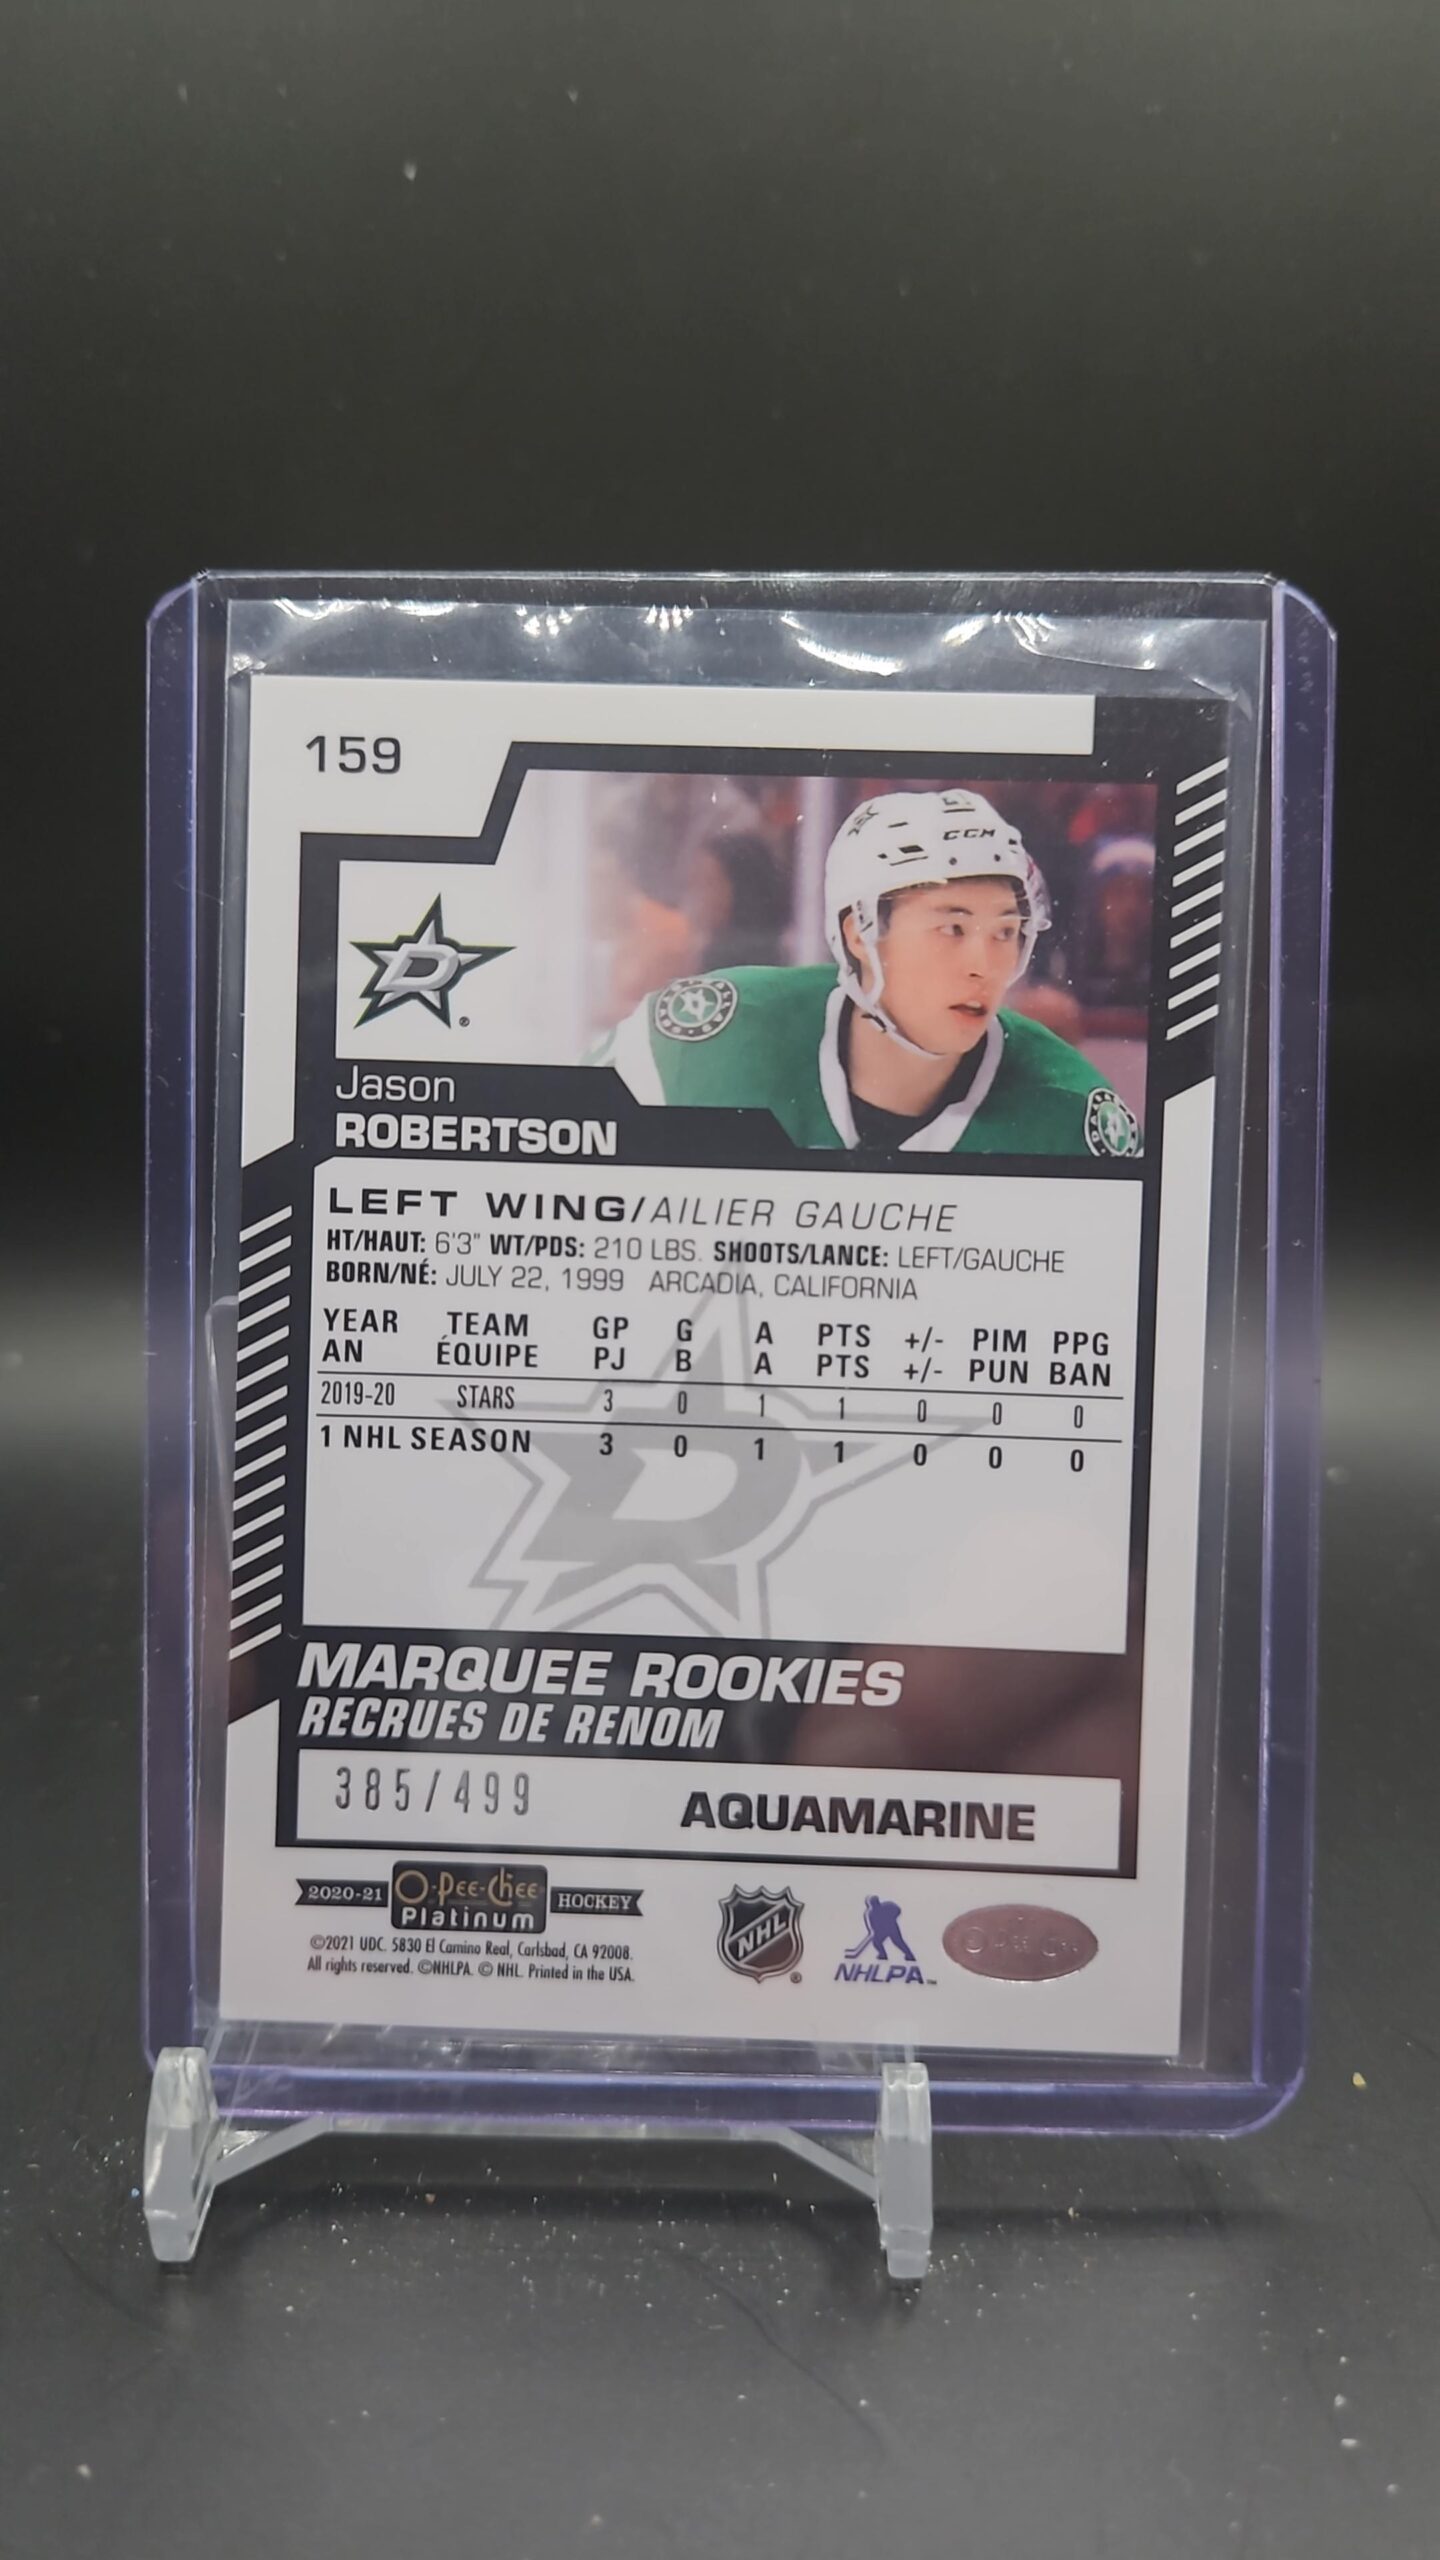 159
CCM
Jason
ROBERTSON
LEFT WING/AILIER GAUCHE
HT/HAUT: 6'3" WT/PDS: 210 LBS. SHOOTS/LANCE: LEFT/GAUCHE
BORN/NÉ: JULY 22, 1999 ARCADIA, CALIFORNIA
YEAR TEAM GP G A PTS +/- PIM PPG
AN ÉQUIPE PJ B A PTS +/- PUN BAN
2019-20 STARS 3 0 1 1 0 0 0
1 NHL SEASON 3 0 1 1 0 0 0
MARQUEE ROOKIES
RECRUES DE RENOM
385/499 AQUAMARINE
2020-21 O-Pee-Chee Platinum HOCKEY
©2021 UDC. 5830 El Camino Real, Carlsbad, CA 92008.
All rights reserved. ©NHLPA. © NHL. Printed in the USA.
NHL®
NHLPA™